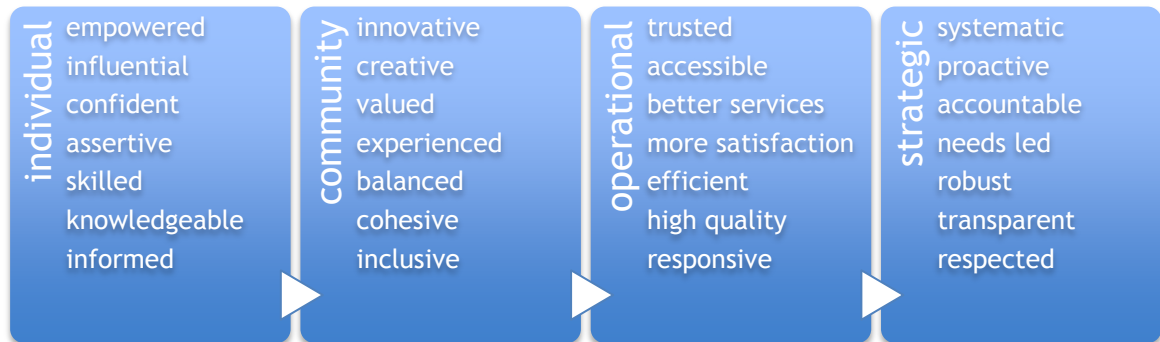 individual
empowered
influential
confident
assertive
skilled
knowledgeable
informed
community
innovative
creative
valued
experienced
balanced
cohesive
inclusive
operational
trusted
accessible
better services
more satisfaction
efficient
high quality
responsive
strategic
systematic
proactive
accountable
needs led
robust
transparent
respected